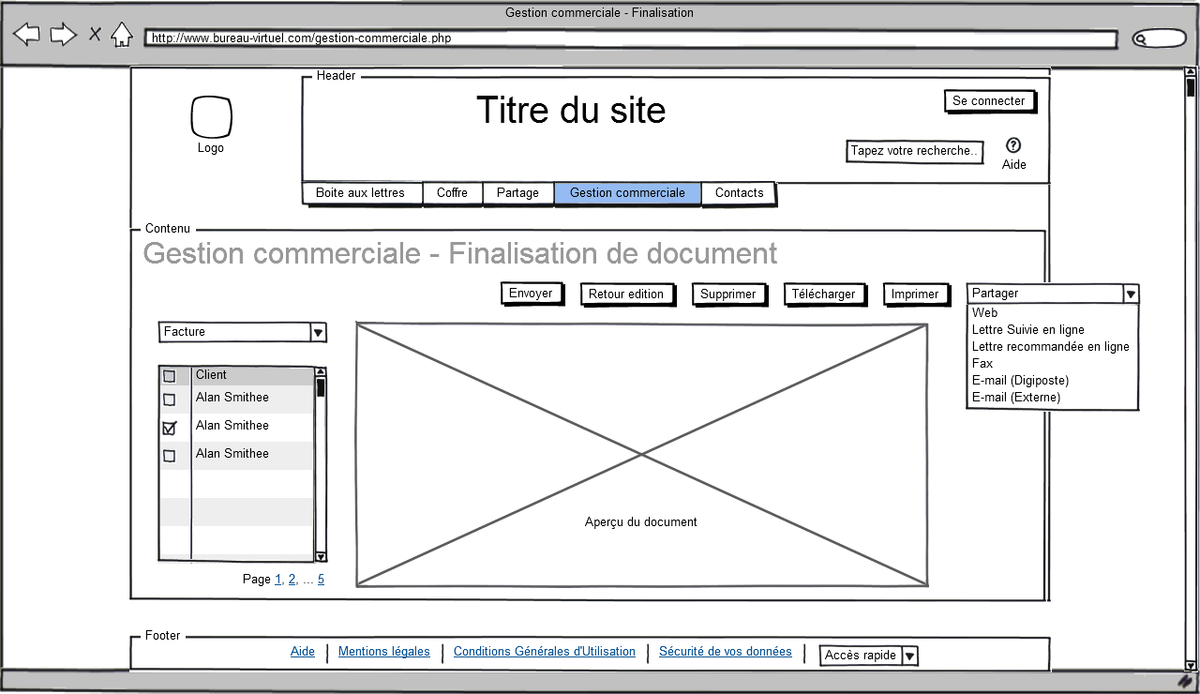 Gestion commerciale - Finalisation
http://www.bureau-virtuel.com/gestion-commerciale.php
Header
Titre du site
Se connecter
Logo
Tapez votre recherche..
?
Aide
Boite aux lettres
Coffre
Partage
Gestion commerciale
Contacts
Contenu
Gestion commerciale - Finalisation de document
Envoyer
Retour edition
Supprimer
Télécharger
Imprimer
Partager
Web
Lettre Suivie en ligne
Lettre recommandée en ligne
Fax
E-mail (Digiposte)
E-mail (Externe)
Facture
Client
Alan Smithee
Alan Smithee
Alan Smithee
Aperçu du document
Page 1, 2, ... 5
Footer
Aide | Mentions légales | Conditions Générales d'Utilisation | Sécurité de vos données |
Accès rapide